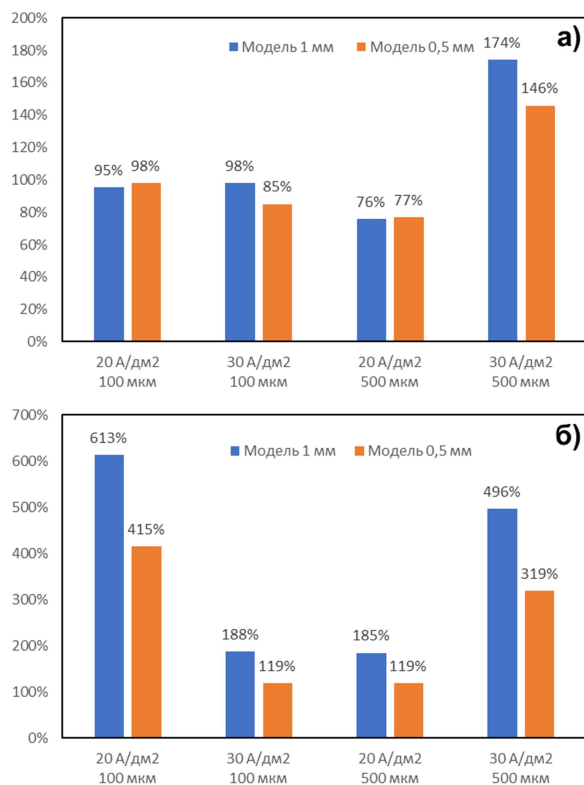 200%
а)
180%
Модель 1 мм
Модель 0,5 мм
174%
160%
146%
140%
120%
95%
98%
98%
100%
85%
76%
77%
80%
60%
40%
20%
0%
20 А/дм2
100 мкм
30 А/дм2
100 мкм
20 А/дм2
500 мкм
30 А/дм2
500 мкм
700%
б)
613%
Модель 1 мм
Модель 0,5 мм
600%
496%
500%
415%
400%
319%
300%
188%
185%
200%
119%
119%
100%
0%
20 А/дм2
100 мкм
30 А/дм2
100 мкм
20 А/дм2
500 мкм
30 А/дм2
500 мкм